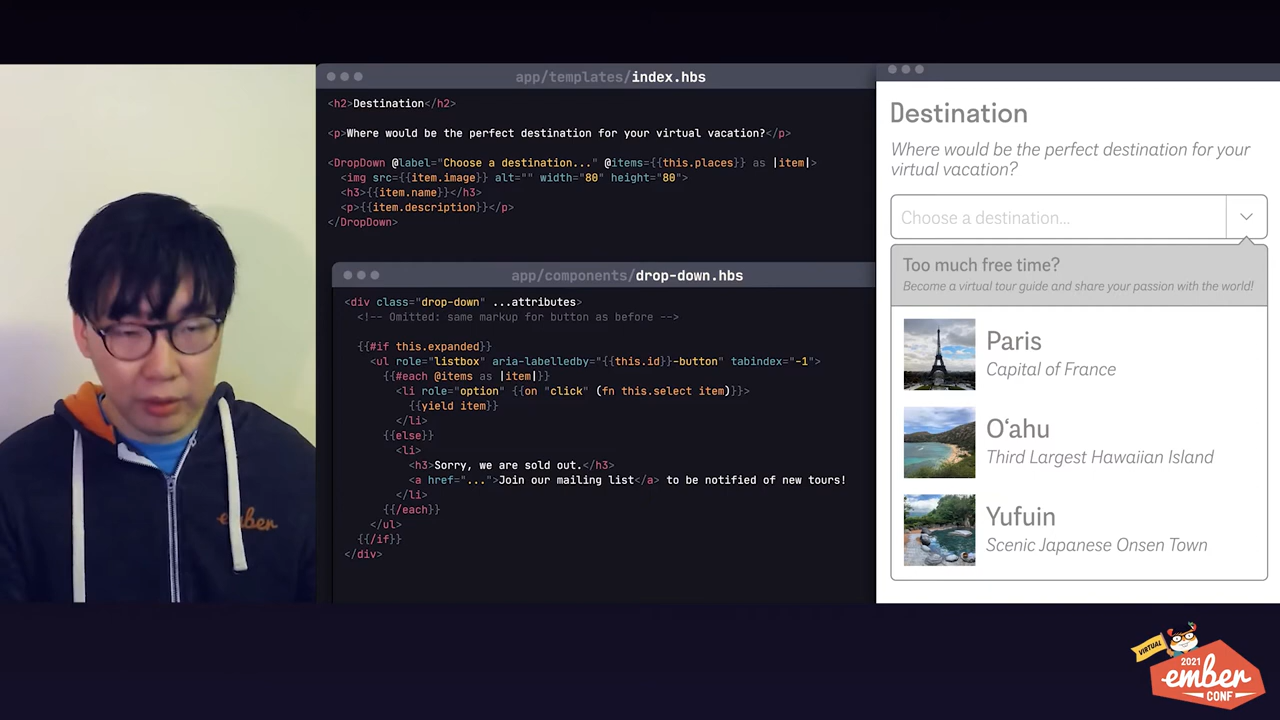 app/templates/index.hbs
<h2>Destination</h2>
<p>Where would be the perfect destination for your virtual vacation?</p>
<DropDown @label="Choose a destination..." @items={{this.places}} as |item|>
<img src={{item.image}} alt="" width="80" height="80">
<h3>{{item.name}}</h3>
<p>{{item.description}}</p>
</DropDown>
app/components/drop-down.hbs
<div class="drop-down" ...attributes>
<!-- Omitted: same markup for button as before -->
{{#if this.expanded}}
<ul role="listbox" aria-labelledby="{{this.id}}-button" tabindex="-1">
{{#each @items as |item|}}
<li role="option" {{on "click" (fn this.select item)}}>
{{yield item}}
</li>
{{else}}
<li>
<h3>Sorry, we are sold out.</h3>
<a href="...">Join our mailing list</a> to be notified of new tours!
</li>
{{/each}}
</ul>
{{/if}}
</div>
Destination
Where would be the perfect destination for your
virtual vacation?
Choose a destination...
Too much free time?
Become a virtual tour guide and share your passion with the world!
Paris
Capital of France
Oʻahu
Third Largest Hawaiian Island
Yufuin
Scenic Japanese Onsen Town
ember
VIRTUAL
2021
ember
CONF